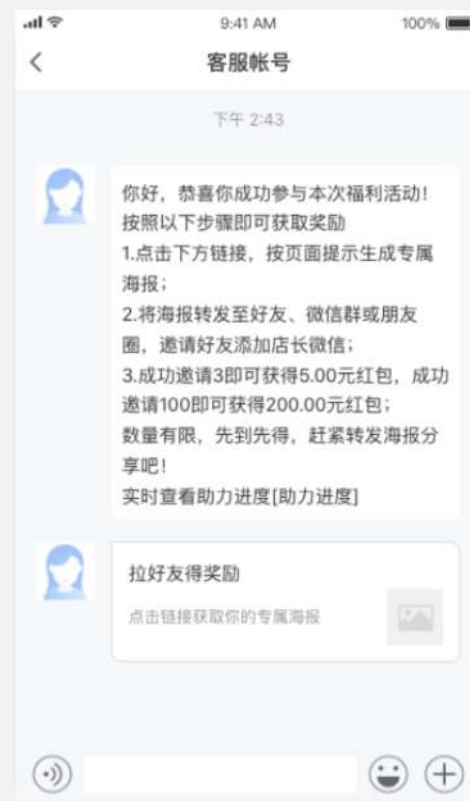 9:41 AM
100%
客服帐号
下午 2:43
你好，恭喜你成功参与本次福利活动！
按照以下步骤即可获取奖励
1.点击下方链接，按页面提示生成专属
海报；
2.将海报转发至好友、微信群或朋友
圈，邀请好友添加店长微信；
3.成功邀请3即可获得5.00元红包，成功
邀请100即可获得200.00元红包；
数量有限，先到先得，赶紧转发海报分
享吧！
实时查看助力进度[助力进度]
拉好友得奖励
点击链接获取你的专属海报